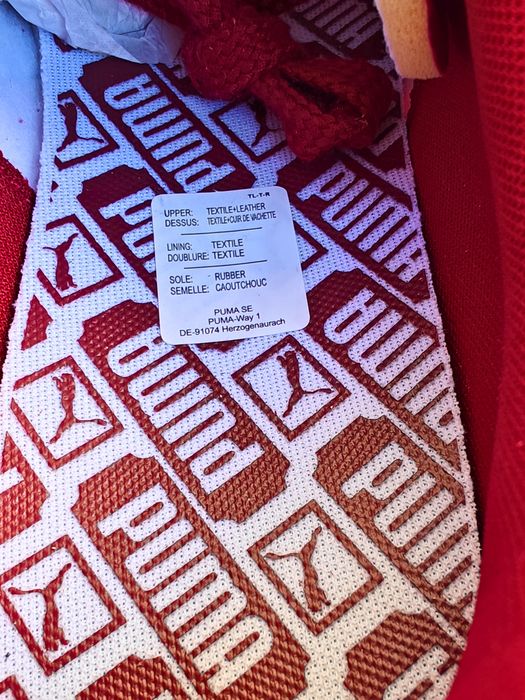 TL-T-R
UPPER: TEXTILE+LEATHER
DESSUS: TEXTILE+CUIR DE VACHETTE
LINING: TEXTILE
DOUBLURE: TEXTILE
SOLE: RUBBER
SEMELLE: CAOUTCHOUC
PUMA SE
PUMA-Way 1
DE-91074 Herzogenaurach
PUMA
PUMA
PUMA
PUMA
PUMA
PUMA
PUMA